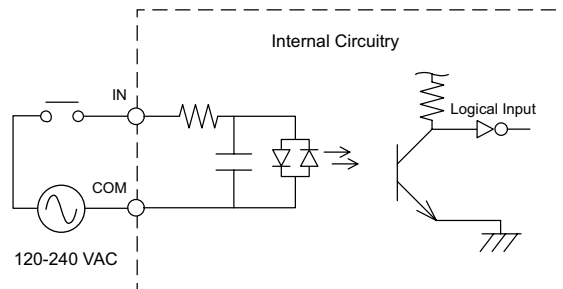 Internal Circuitry
IN
Logical Input
COM
120-240 VAC